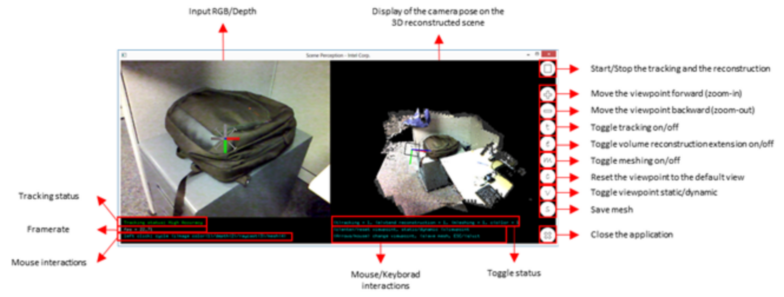 Input RGB/Depth
Display of the camera pose on the
3D reconstructed scene
Scene Perception - Intel Corp.
Start/Stop the tracking and the reconstruction
Move the viewpoint forward (zoom-in)
Move the viewpoint backward (zoom-out)
Toggle tracking on/off
Toggle volume reconstruction extension on/off
Toggle meshing on/off
Reset the viewpoint to the default view
Toggle viewpoint static/dynamic
Save mesh
Close the application
Tracking status
Framerate
Mouse interactions
Tracking Status: High Accuracy
Mouse/Keyborad
interactions
Toggle status